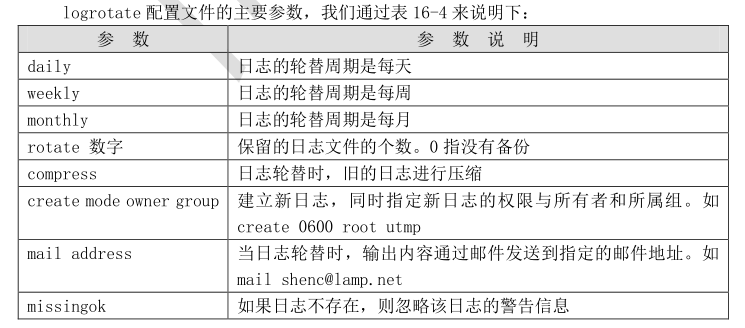 logrotate 配置文件的主要参数，我们通过表 16-4 来说明下：
参 数 参 数 说 明
daily 日志的轮替周期是每天
weekly 日志的轮替周期是每周
monthly 日志的轮替周期是每月
rotate 数字 保留的日志文件的个数。0 指没有备份
compress 日志轮替时，旧的日志进行压缩
create mode owner group 建立新日志，同时指定新日志的权限与所有者和所属组。如
create 0600 root utmp
mail address 当日志轮替时，输出内容通过邮件发送到指定的邮件地址。如
mail shenc@lamp.net
missingok 如果日志不存在，则忽略该日志的警告信息